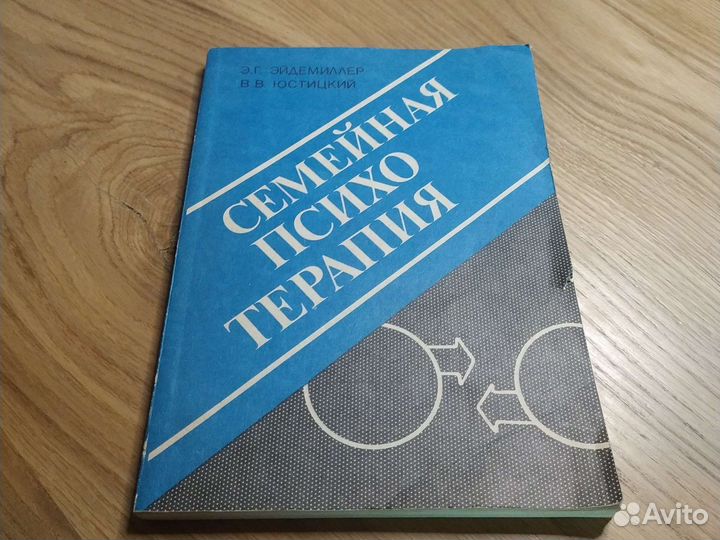 Э.Г. ЭЙДЕМИЛЛЕР
В.В. ЮСТИЦКИЙ
СЕМЕЙНАЯ
ПСИХО
ТЕРАПИЯ
Avito